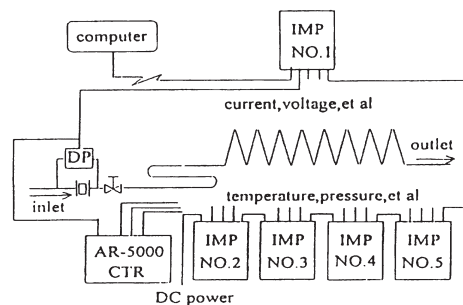 computer
IMP
NO.1
current,voltage,et al
DP
outlet
inlet
temperature,pressure,et al
AR-5000
CTR
IMP
NO.2
IMP
NO.3
IMP
NO.4
IMP
NO.5
DC power